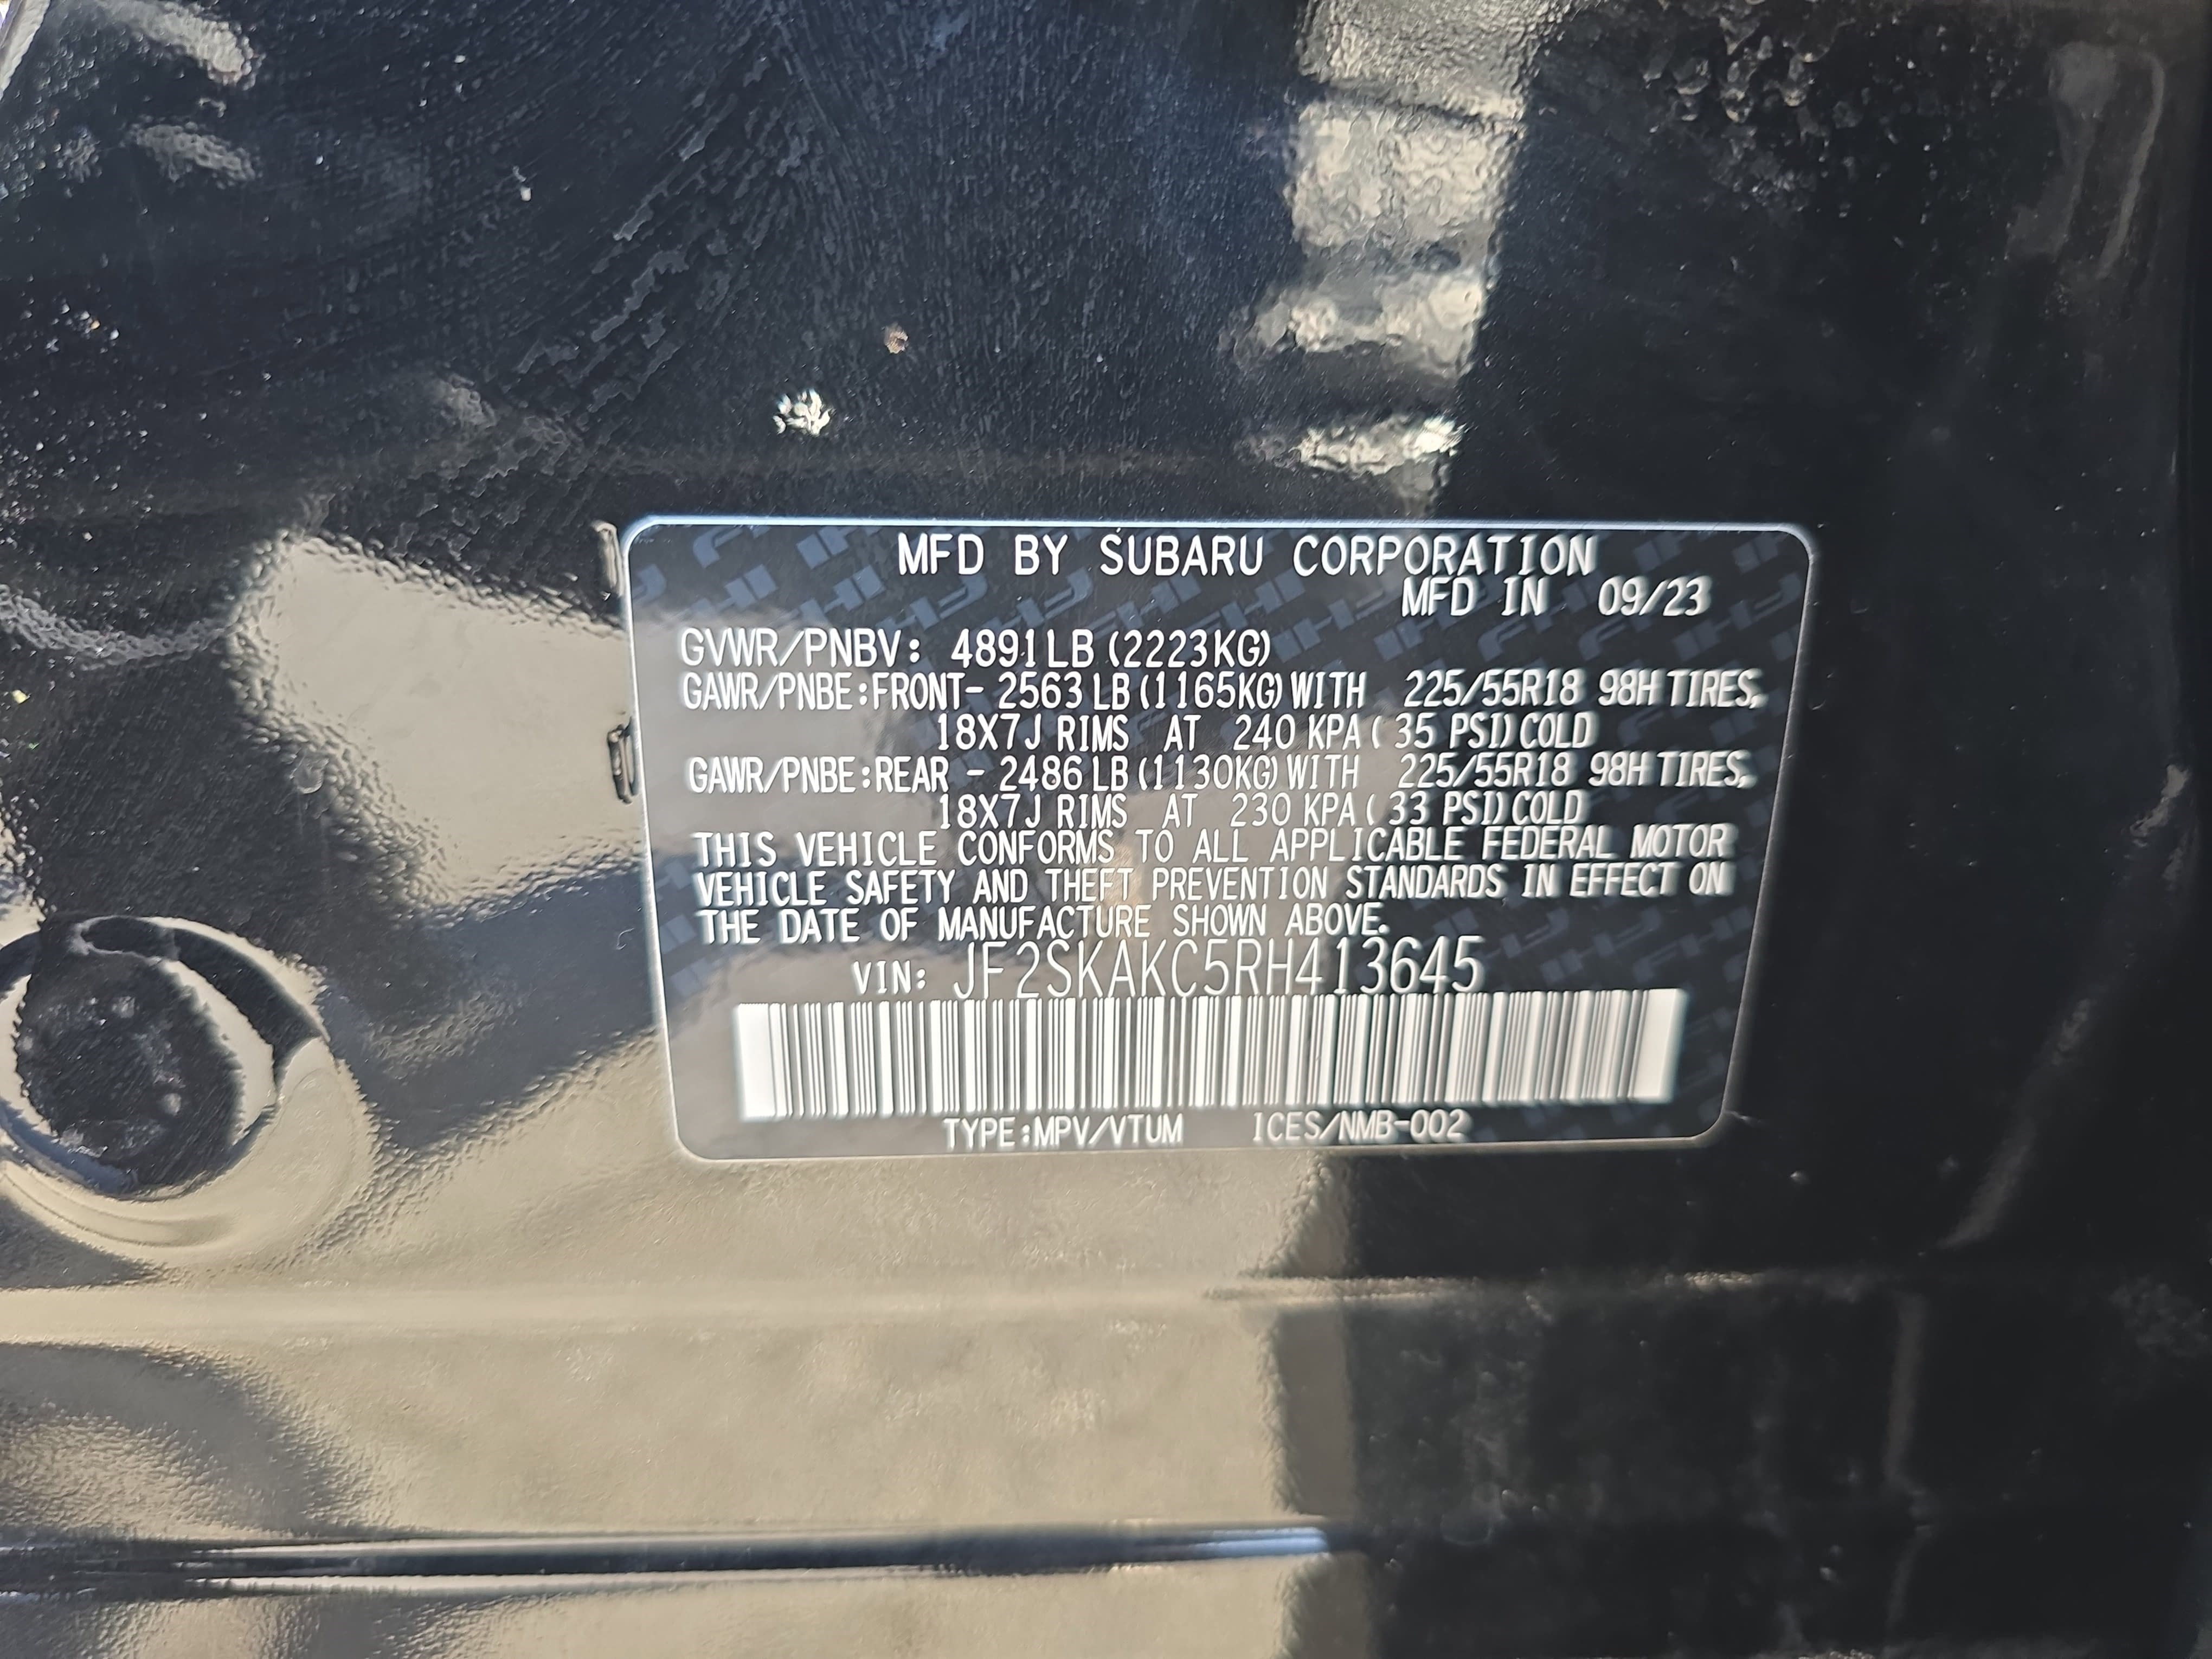 MFD BY SUBARU CORPORATION
MFD IN 09/23
GVWR/PNBV: 4891LB (2223KG)
GAWR/PNBE:FRONT- 2563 LB (1165KG) WITH 225/55R18 98H TIRES,
18X7J RIMS AT 240 KPA ( 35 PSI) COLD
GAWR/PNBE:REAR - 2486 LB (1130KG) WITH 225/55R18 98H TIRES,
18X7J RIMS AT 230 KPA ( 33 PSI) COLD
THIS VEHICLE CONFORMS TO ALL APPLICABLE FEDERAL MOTOR
VEHICLE SAFETY AND THEFT PREVENTION STANDARDS IN EFFECT ON
THE DATE OF MANUFACTURE SHOWN ABOVE.
VIN: JF2SKAKC5RH413645
TYPE:MPV/VTUM ICES/NMB-002